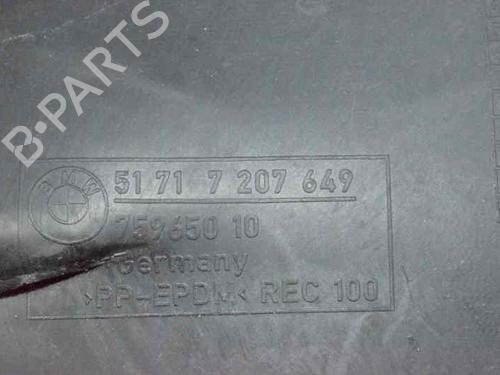 B-PARTS
BMW
51 71 7 207 649
759650 10
Germany
>PP-EPDM< REC 100